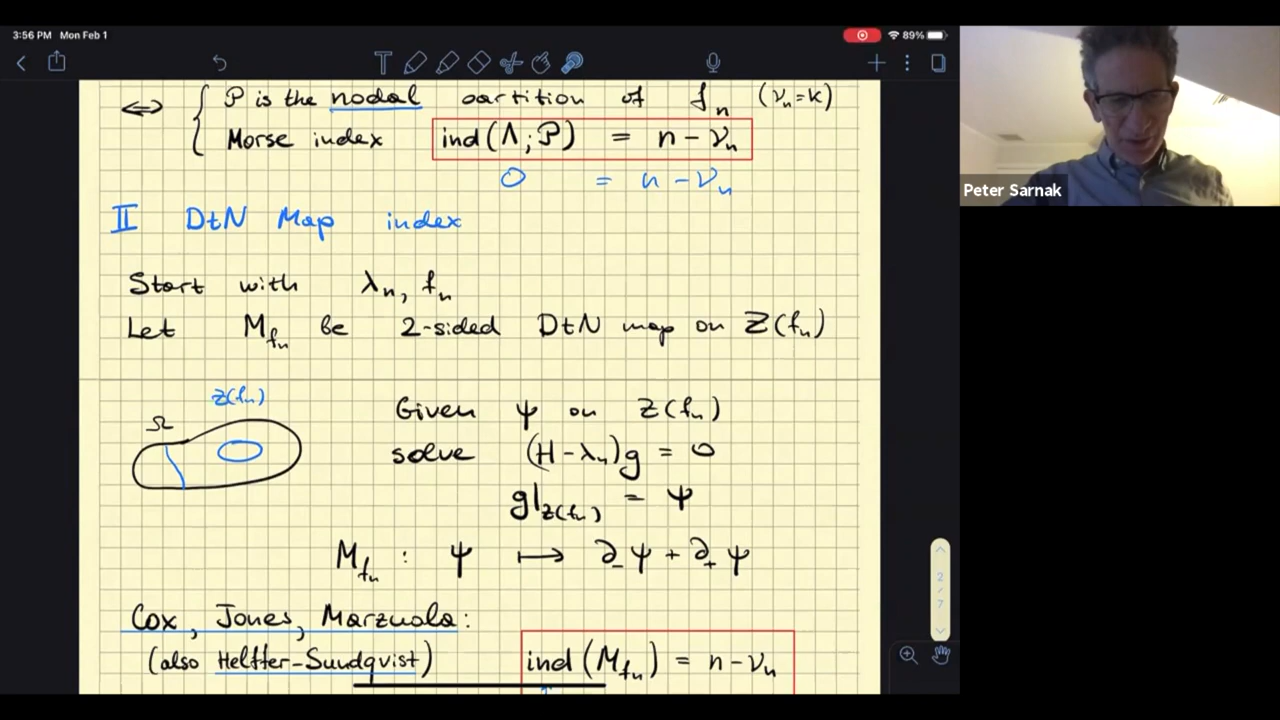 3:56 PM Mon Feb 1
89%
⟺ { P is the nodal partition of f_n (ν_n=k)
Morse index ind(Λ;P) = n - ν_n
0 = n - ν_n
II DtN Map index
Start with λ_n, f_n
Let M_{f_n} be 2-sided DtN map on Z(f_n)
Z(f_n)
Ω
Given ψ on Z(f_n)
solve (H - λ_n)g = 0
g|_{Z(f_n)} = ψ
M_{f_n} : ψ ↦ ∂_-ψ + ∂_+ψ
Cox, Jones, Marzuola:
(also Helffer-Sundqvist) ind(M_{f_n}) = n - ν_n
2/7
Peter Sarnak